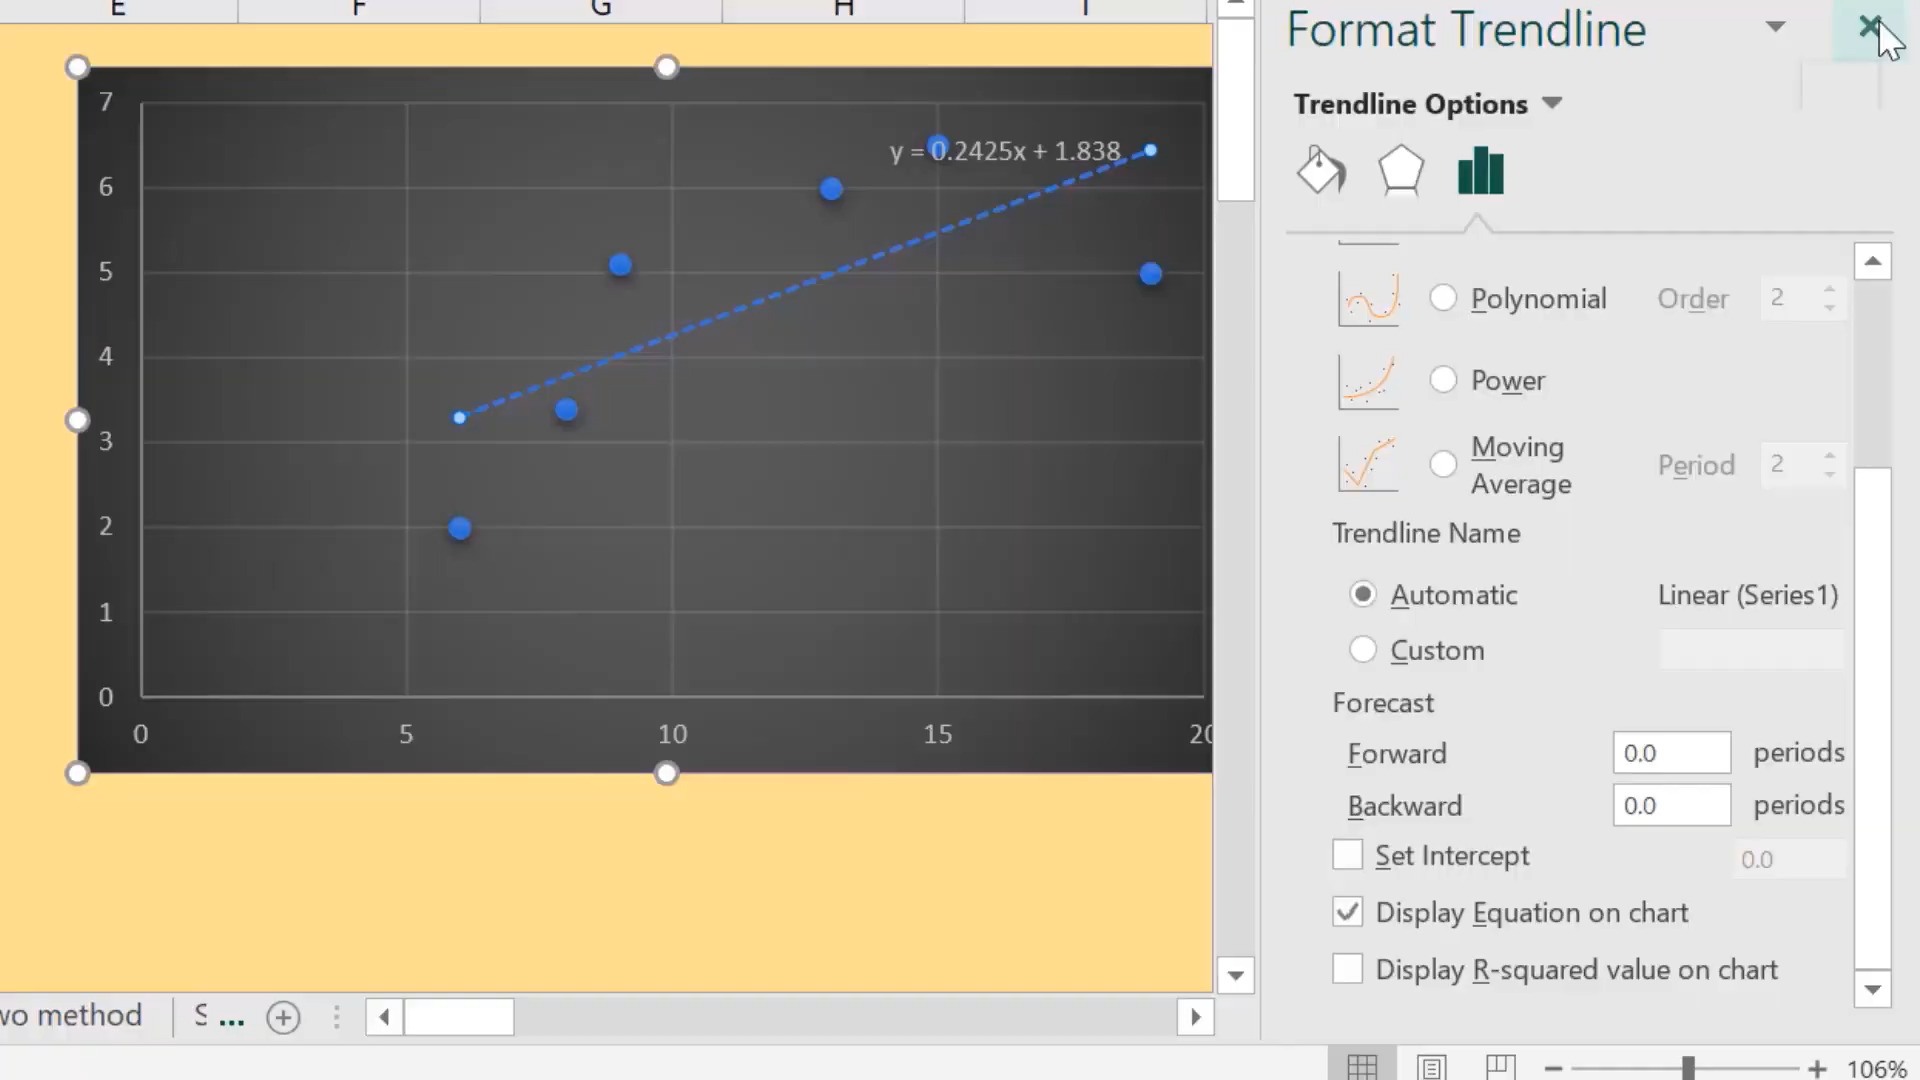 E F G H I
7
6
5
4
3
2
1
0
0 5 10 15 20
y = 0.2425x + 1.838
wo method S ...
Format Trendline
Trendline Options
Polynomial Order 2
Power
Moving
Average Period 2
Trendline Name
Automatic Linear (Series1)
Custom
Forecast
Forward 0.0 periods
Backward 0.0 periods
Set Intercept 0.0
Display Equation on chart
Display R-squared value on chart
106%